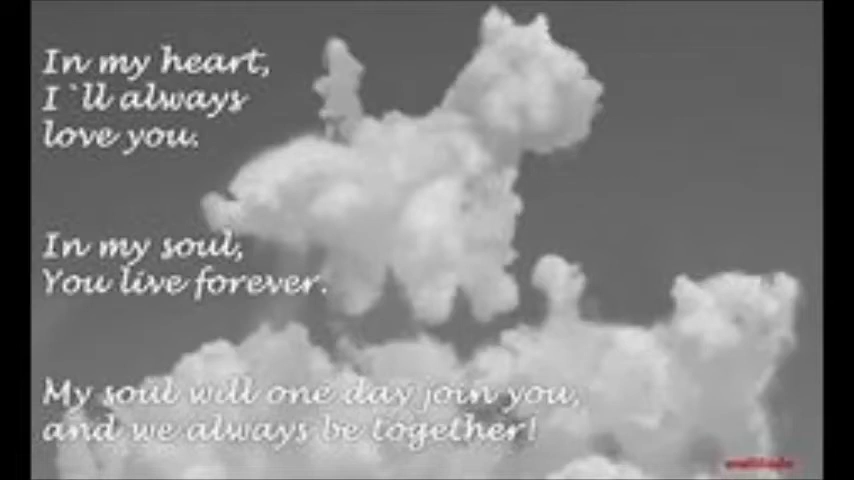 In my heart,
I`ll always
love you.
In my soul,
You live forever.
My soul will one day join you,
and we always be together!